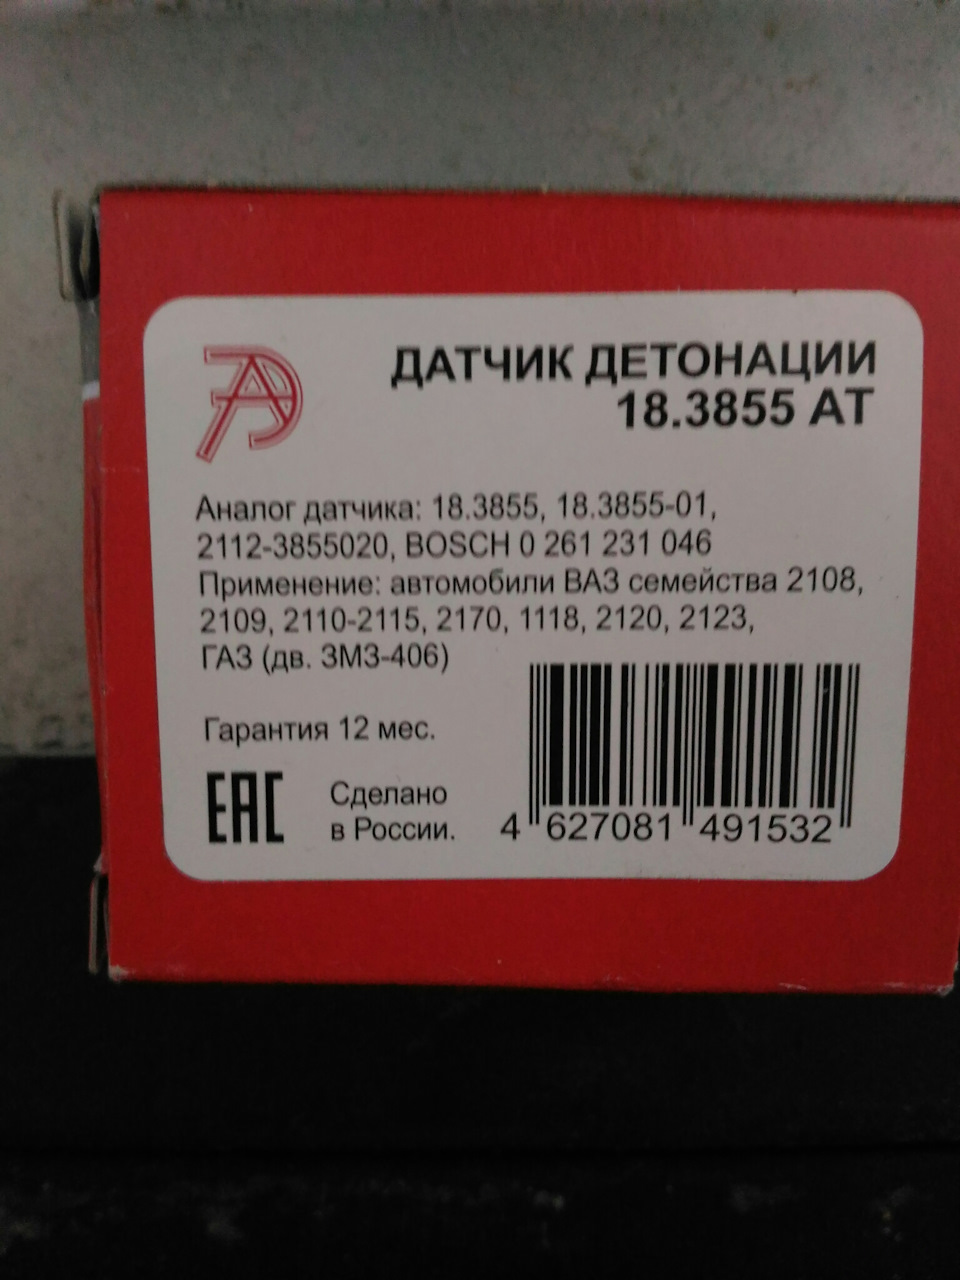 ДАТЧИК ДЕТОНАЦИИ
18.3855 АТ
Аналог датчика: 18.3855, 18.3855-01,
2112-3855020, BOSCH 0 261 231 046
Применение: автомобили ВАЗ семейства 2108,
2109, 2110-2115, 2170, 1118, 2120, 2123,
ГАЗ (дв. ЗМЗ-406)
Гарантия 12 мес.
EAC
Сделано
в России.
4 627081 491532